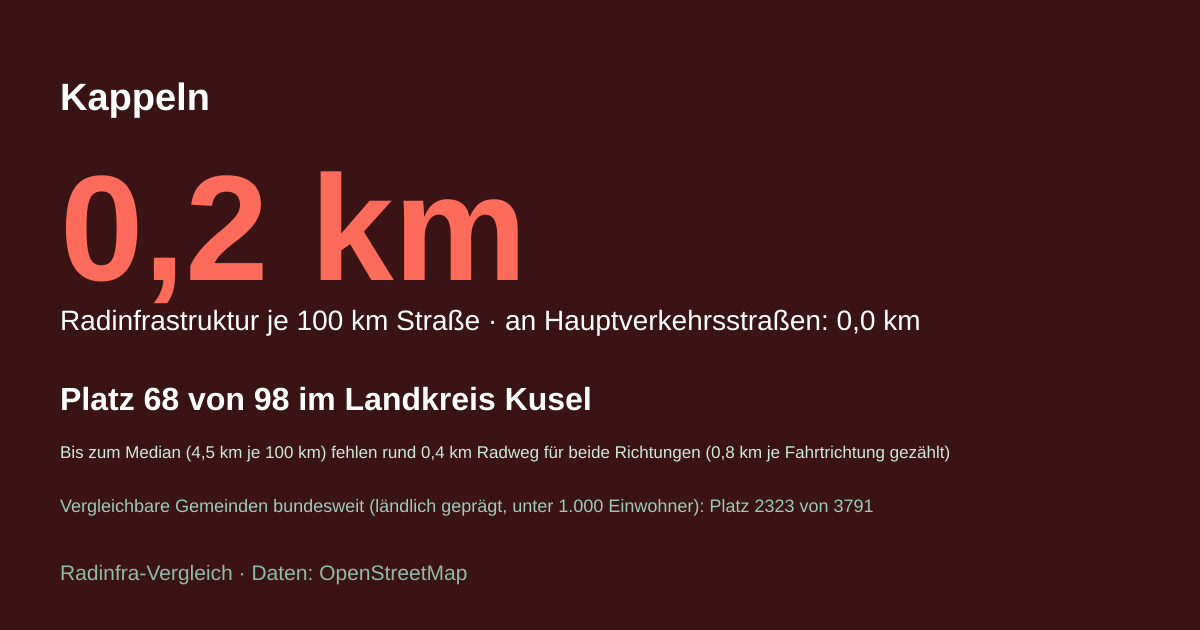 Kappeln
0,2 km
Radinfrastruktur je 100 km Straße · an Hauptverkehrsstraßen: 0,0 km
Platz 68 von 98 im Landkreis Kusel
Bis zum Median (4,5 km je 100 km) fehlen rund 0,4 km Radweg für beide Richtungen (0,8 km je Fahrtrichtung gezählt)
Vergleichbare Gemeinden bundesweit (ländlich geprägt, unter 1.000 Einwohner): Platz 2323 von 3791
Radinfra-Vergleich · Daten: OpenStreetMap